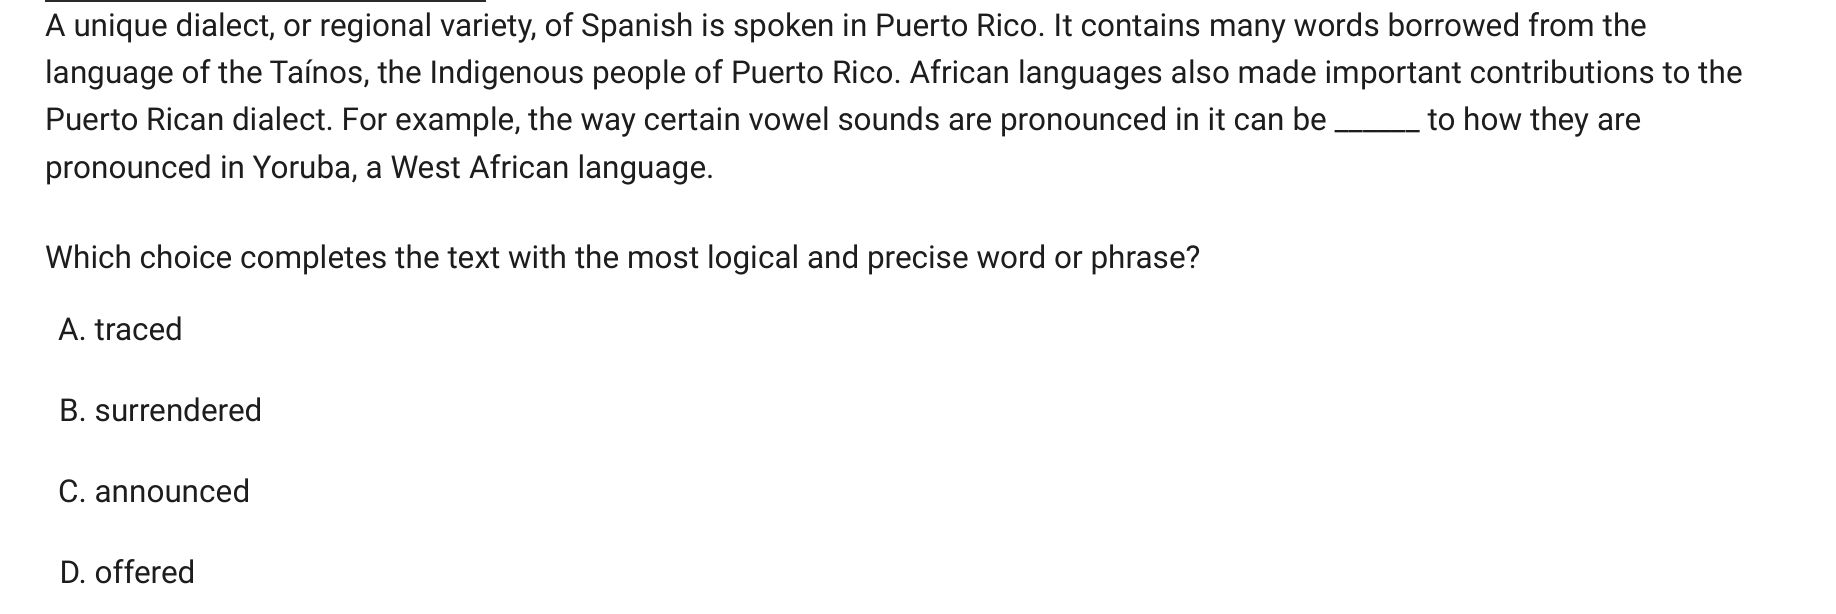 A unique dialect, or regional variety, of Spanish is spoken in Puerto Rico. It contains many words borrowed from the
language of the Taínos, the Indigenous people of Puerto Rico. African languages also made important contributions to the
Puerto Rican dialect. For example, the way certain vowel sounds are pronounced in it can be ______ to how they are
pronounced in Yoruba, a West African language.
Which choice completes the text with the most logical and precise word or phrase?
A. traced
B. surrendered
C. announced
D. offered